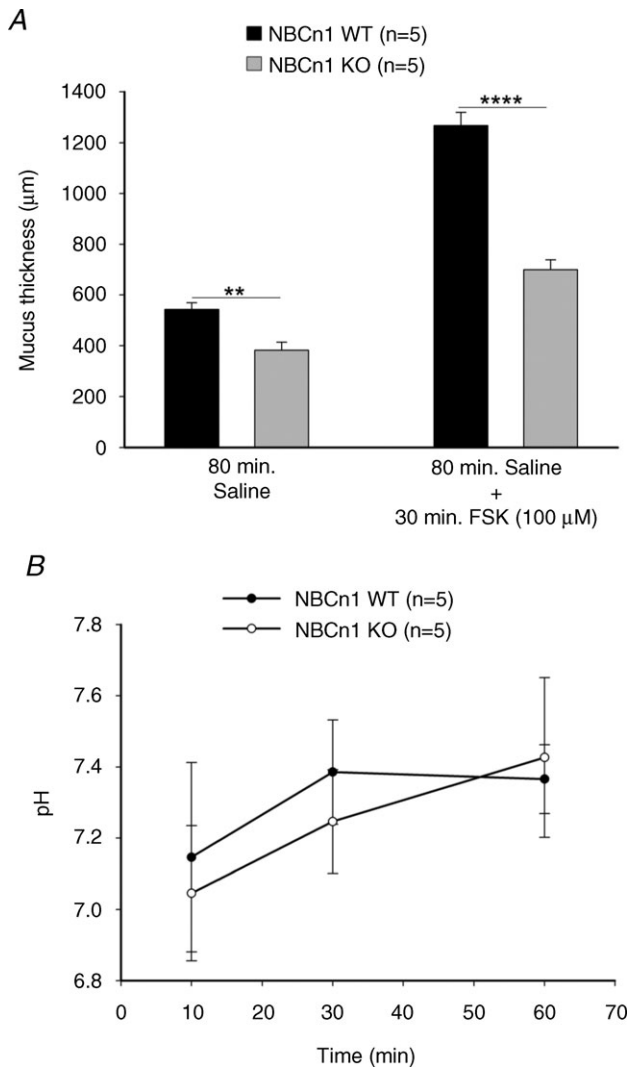 A
NBCn1 WT (n=5)
NBCn1 KO (n=5)
1400
1200
1000
800
600
400
200
0
Mucus thickness (µm)
**
****
80 min.
Saline
80 min. Saline
+
30 min. FSK (100 µM)
B
NBCn1 WT (n=5)
NBCn1 KO (n=5)
7.8
7.6
7.4
7.2
7.0
6.8
pH
0 10 20 30 40 50 60 70
Time (min)